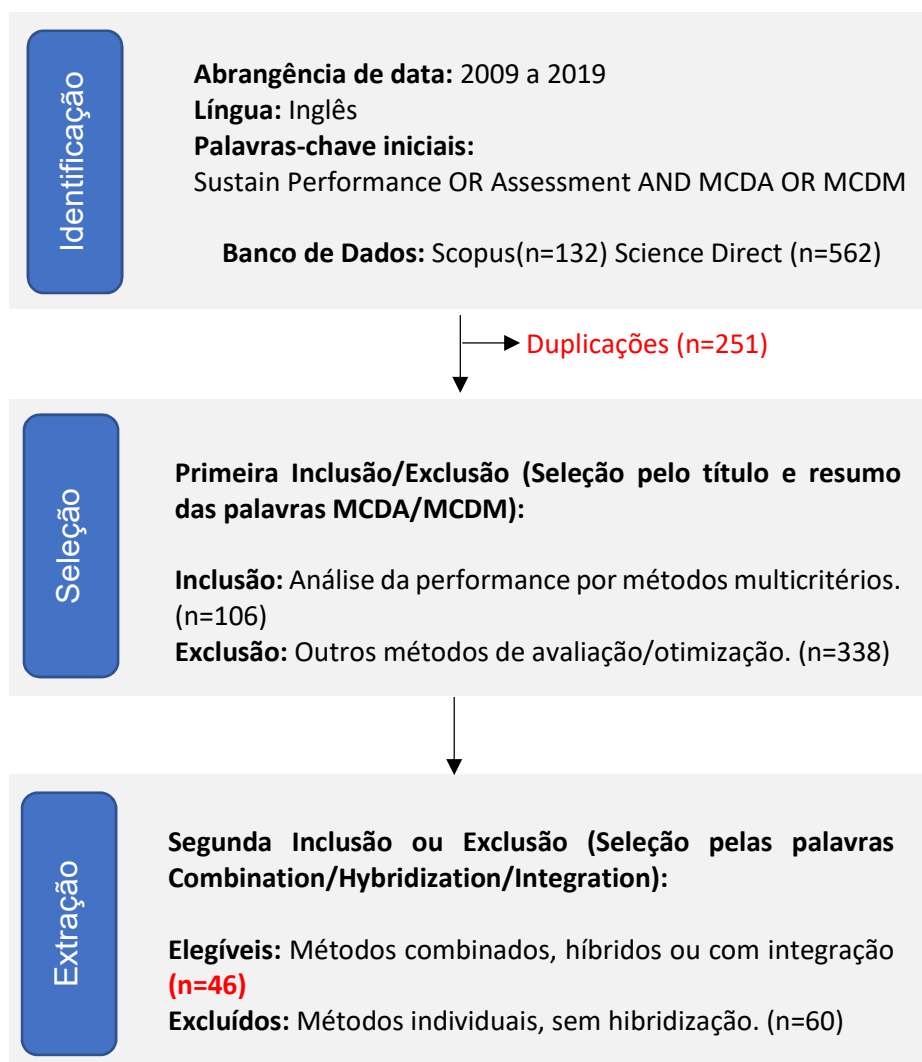 Identificação
Abrangência de data: 2009 a 2019
Língua: Inglês
Palavras-chave iniciais:
Sustain Performance OR Assessment AND MCDA OR MCDM
Banco de Dados: Scopus(n=132) Science Direct (n=562)
Duplicações (n=251)
Seleção
Primeira Inclusão/Exclusão (Seleção pelo título e resumo
das palavras MCDA/MCDM):
Inclusão: Análise da performance por métodos multicritérios.
(n=106)
Exclusão: Outros métodos de avaliação/otimização. (n=338)
Extração
Segunda Inclusão ou Exclusão (Seleção pelas palavras
Combination/Hybridization/Integration):
Elegíveis: Métodos combinados, híbridos ou com integração
(n=46)
Excluídos: Métodos individuais, sem hibridização. (n=60)